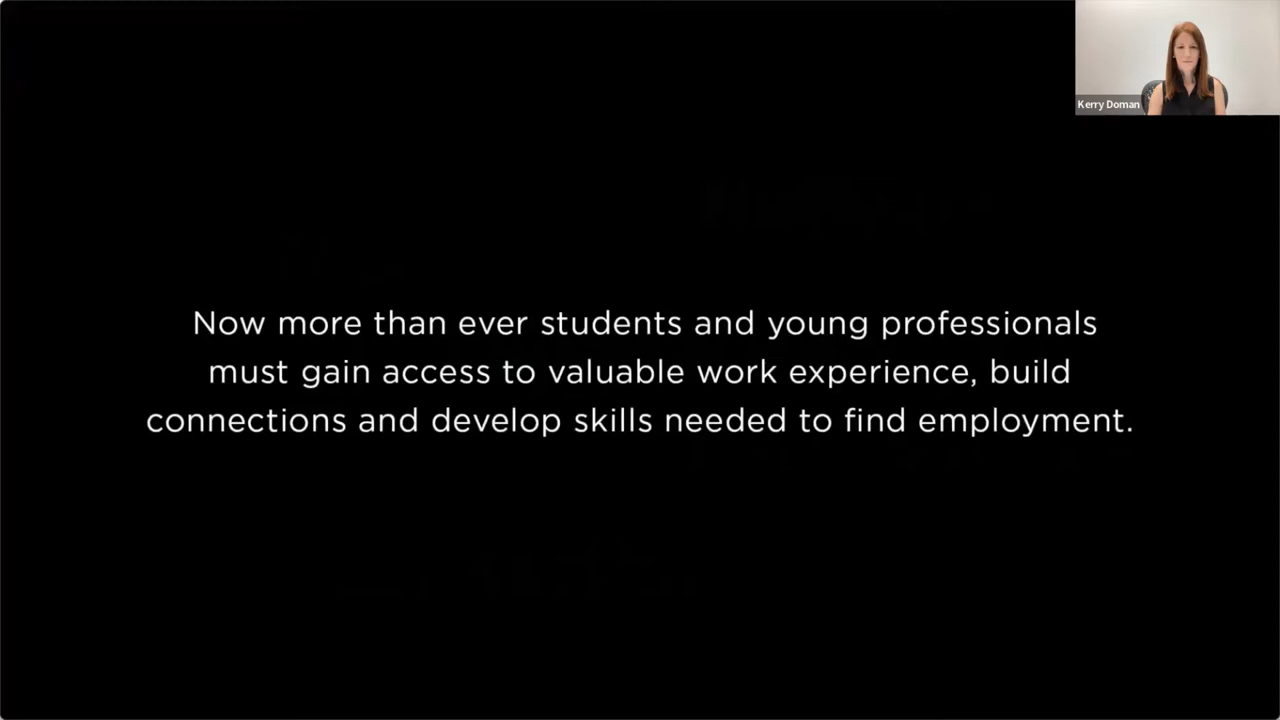 Kerry Doman
Now more than ever students and young professionals
must gain access to valuable work experience, build
connections and develop skills needed to find employment.